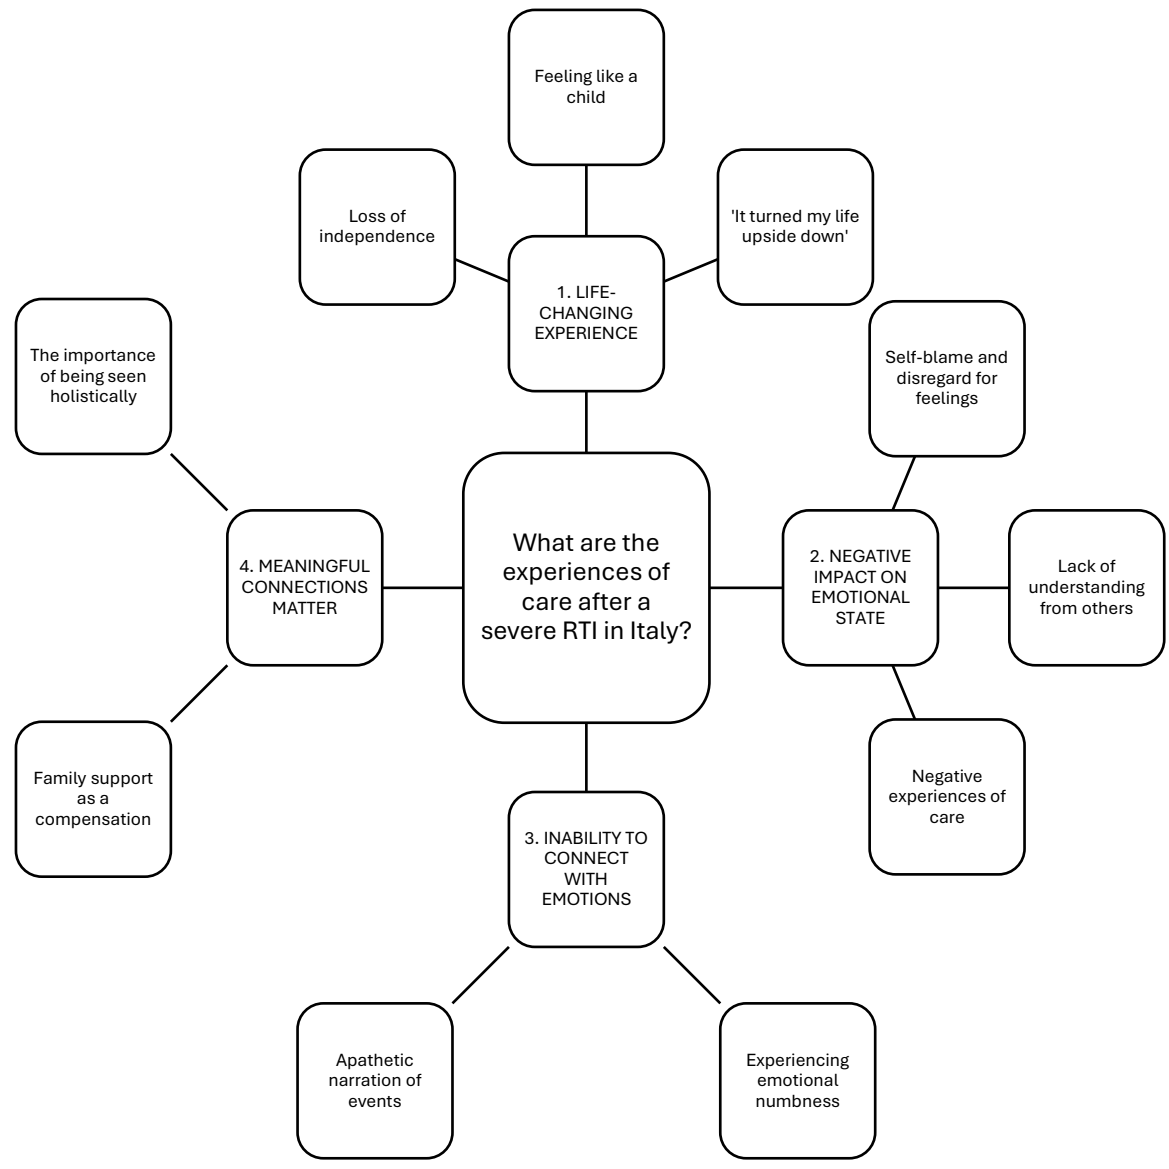 Feeling like a
child
Loss of
independence
'It turned my life
upside down'
1. LIFE-
CHANGING
EXPERIENCE
The importance
of being seen
holistically
Self-blame and
disregard for
feelings
4. MEANINGFUL
CONNECTIONS
MATTER
What are the
experiences of
care after a
severe RTI in Italy?
2. NEGATIVE
IMPACT ON
EMOTIONAL
STATE
Lack of
understanding
from others
Family support
as a
compensation
Negative
experiences of
care
3. INABILITY TO
CONNECT
WITH
EMOTIONS
Apathetic
narration of
events
Experiencing
emotional
numbness